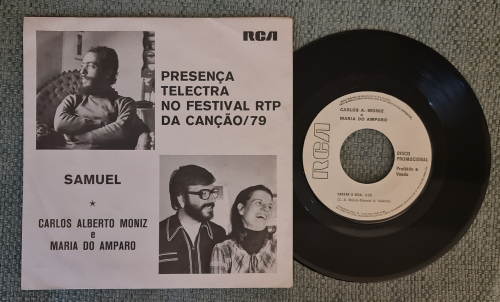 RCA
PRESENÇA
TELECTRA
NO FESTIVAL RTP
DA CANÇÃO/79
SAMUEL
★
CARLOS ALBERTO MONIZ
e
MARIA DO AMPARO
CARLOS A. MONIZ
e
MARIA DO AMPARO
RCA
DISCO
PROMOCIONAL
Proibida a
Venda